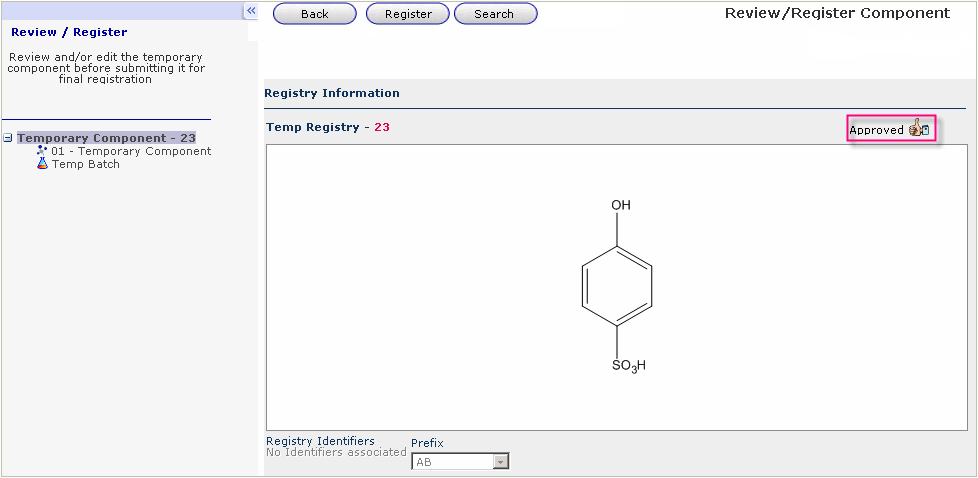 «
Back
Register
Search
Review/Register Component
Review / Register
Review and/or edit the temporary
component before submitting it for
final registration
Temporary Component - 23
01 - Temporary Component
Temp Batch
Registry Information
Temp Registry - 23
Approved
OH
SO3H
Registry Identifiers
No Identifiers associated
Prefix
AB